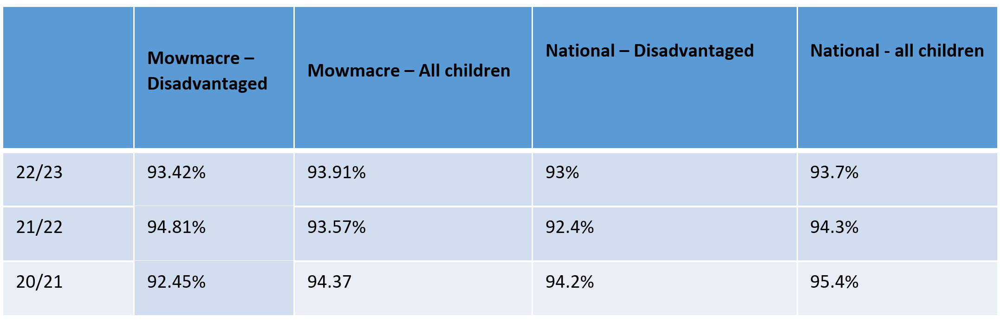 Mowmacre –
Disadvantaged
Mowmacre – All children
National – Disadvantaged
National - all children
22/23 93.42% 93.91% 93% 93.7%
21/22 94.81% 93.57% 92.4% 94.3%
20/21 92.45% 94.37 94.2% 95.4%